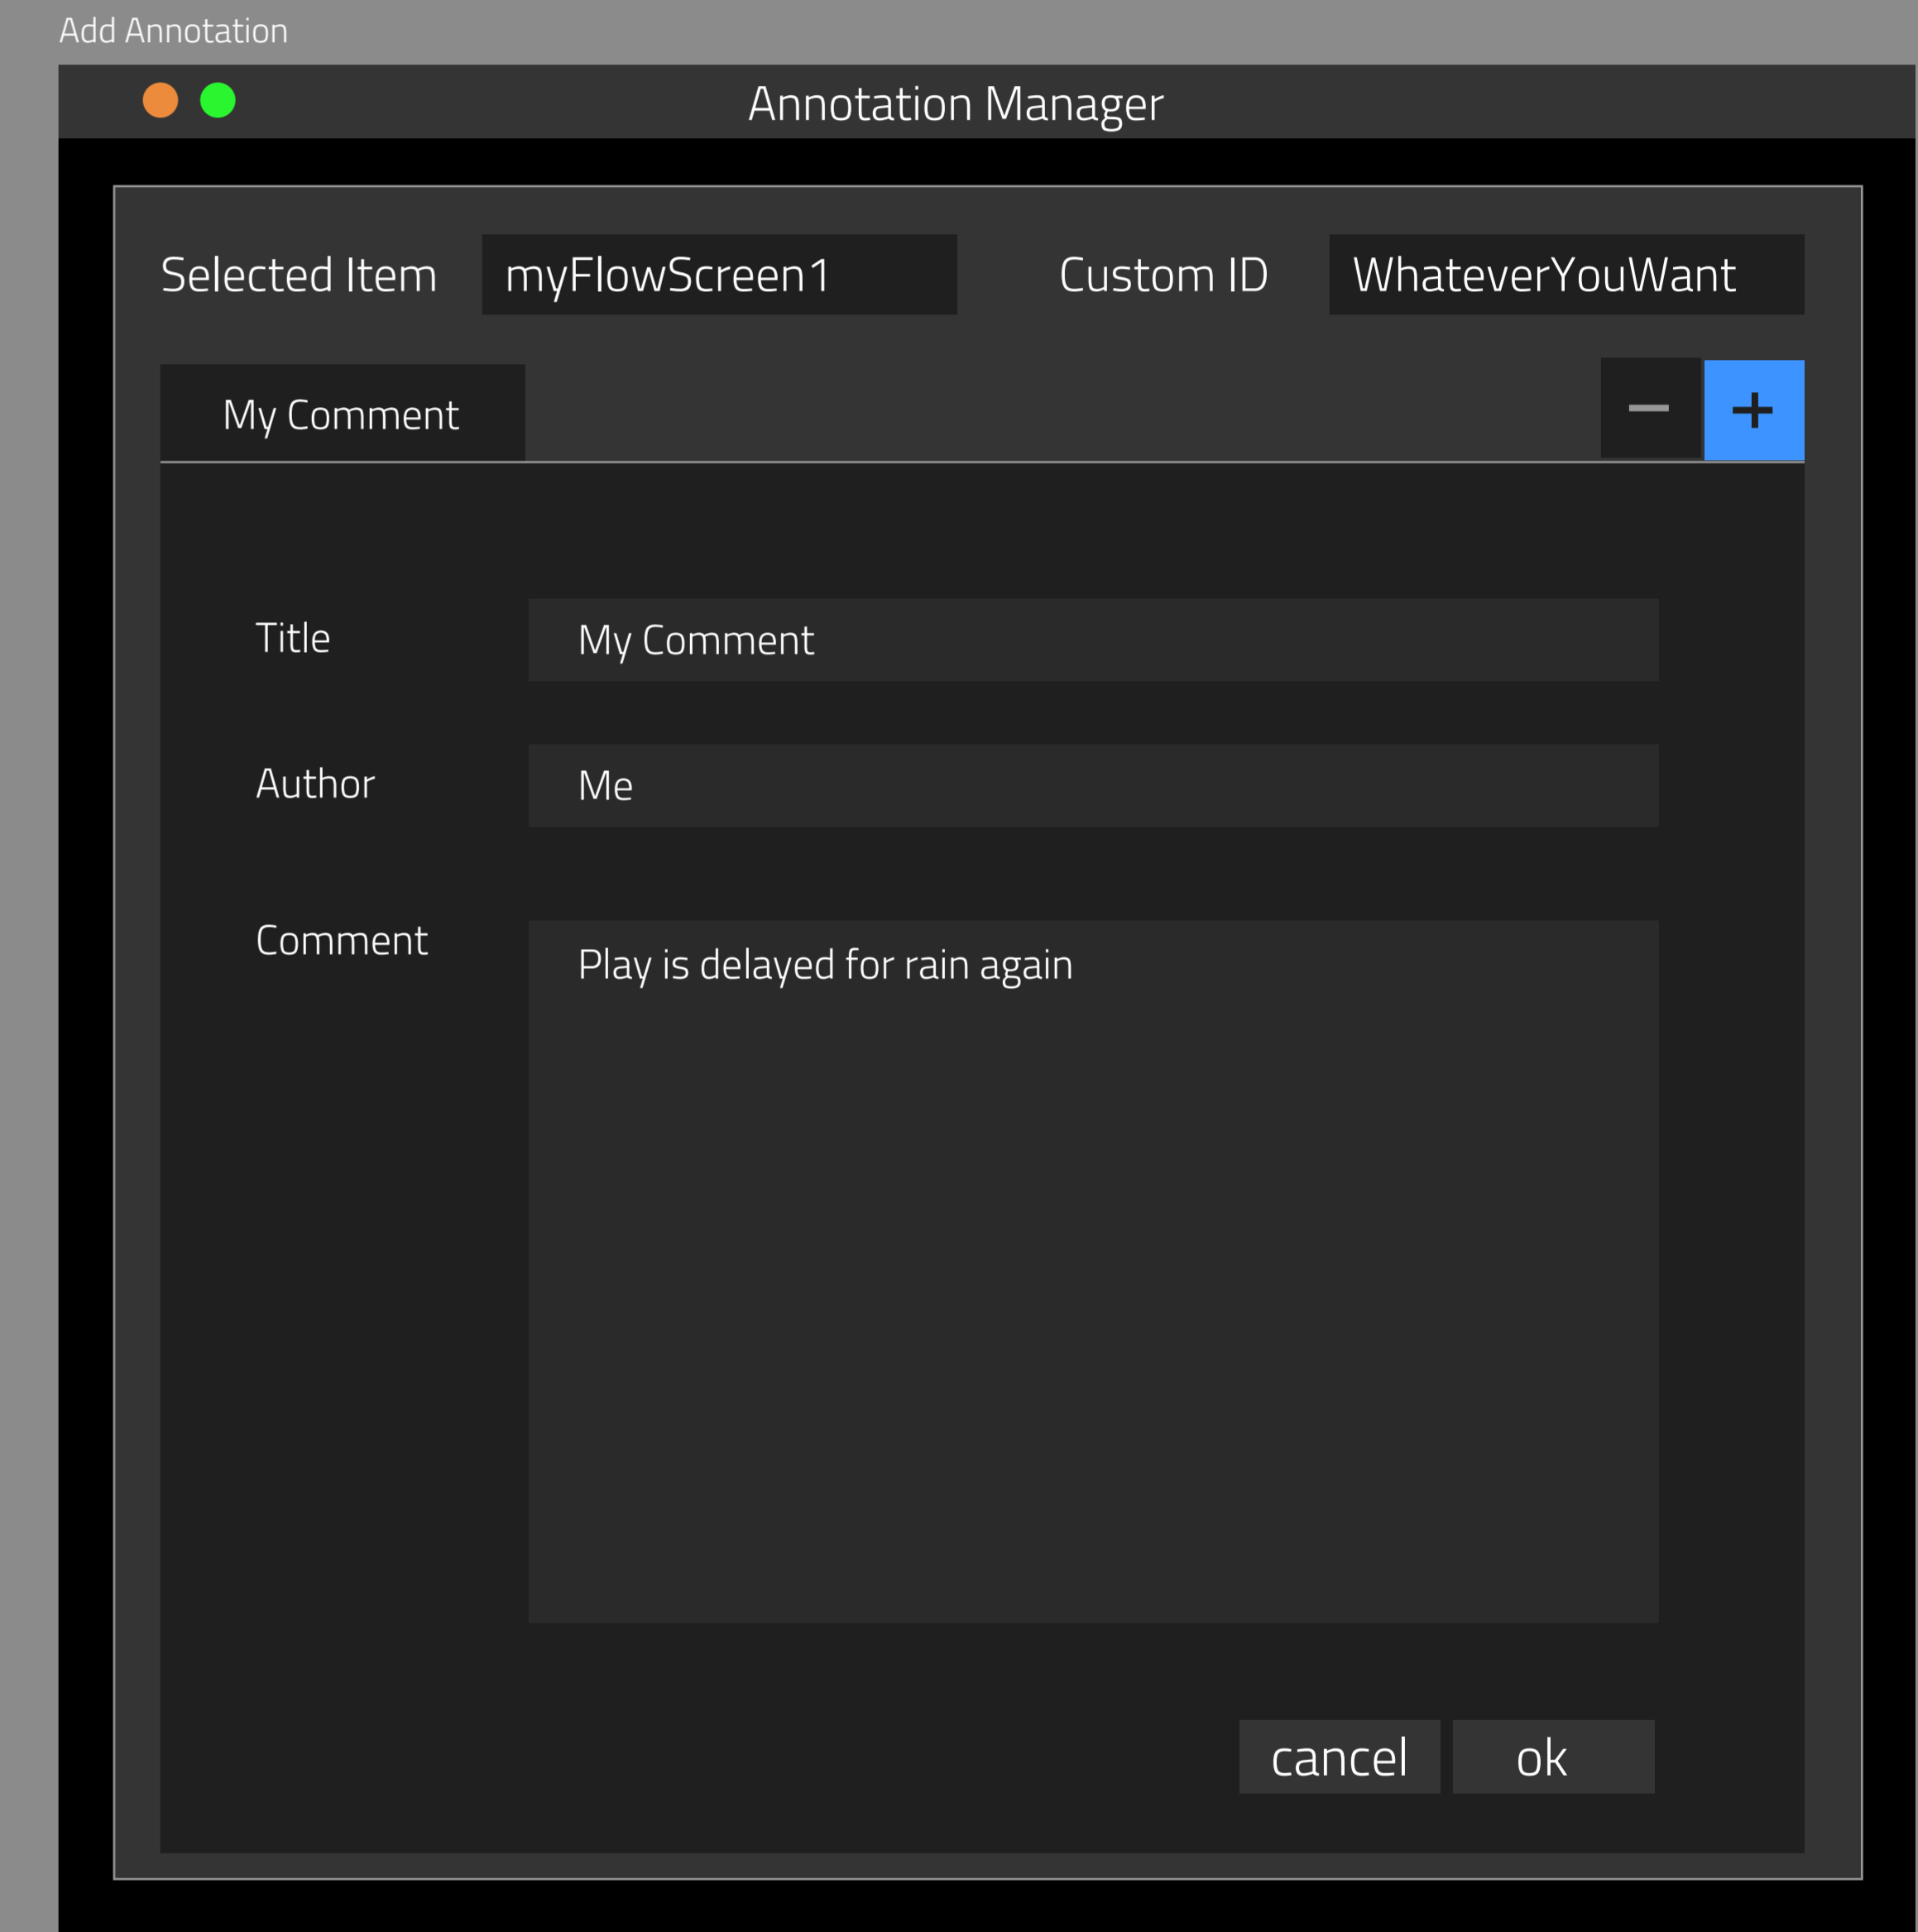 Add Annotation
Annotation Manager
Selected Item myFlowScreen1 Custom ID WhateverYouWant
My Comment − +
Title My Comment
Author Me
Comment Play is delayed for rain again
cancel ok